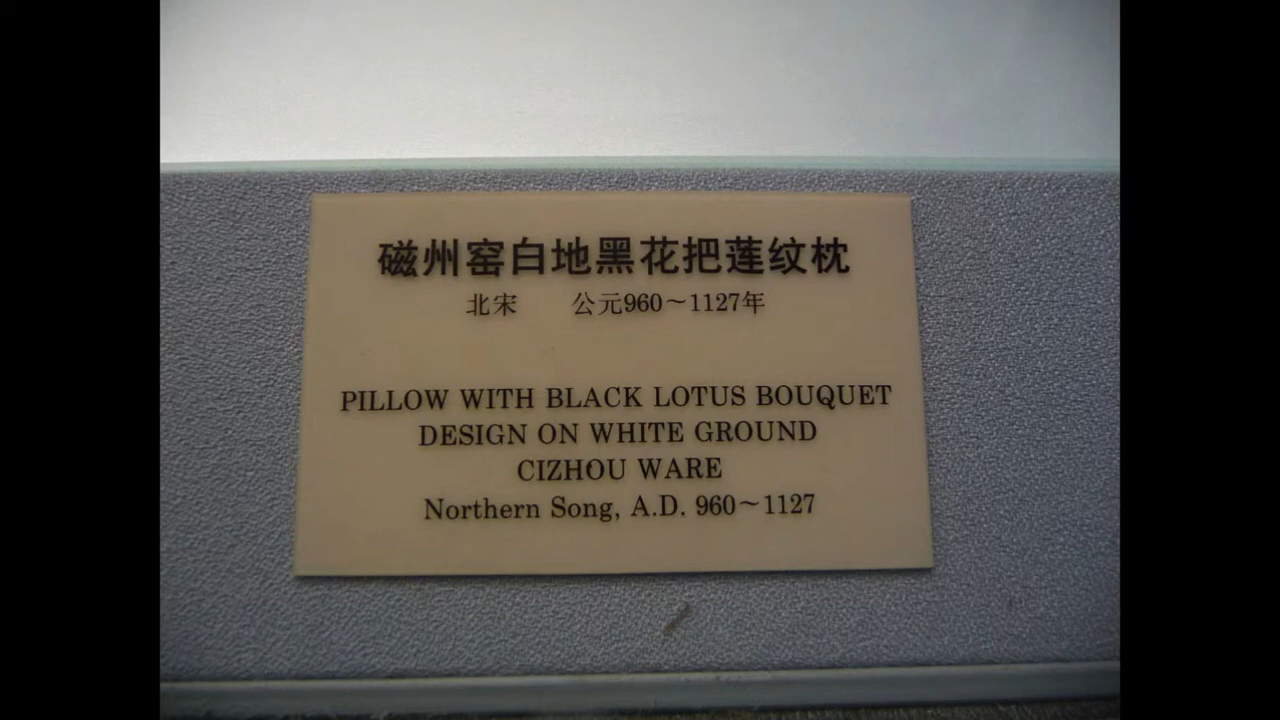 磁州窑白地黑花把莲纹枕
北宋 公元960～1127年
PILLOW WITH BLACK LOTUS BOUQUET
DESIGN ON WHITE GROUND
CIZHOU WARE
Northern Song, A.D. 960～1127